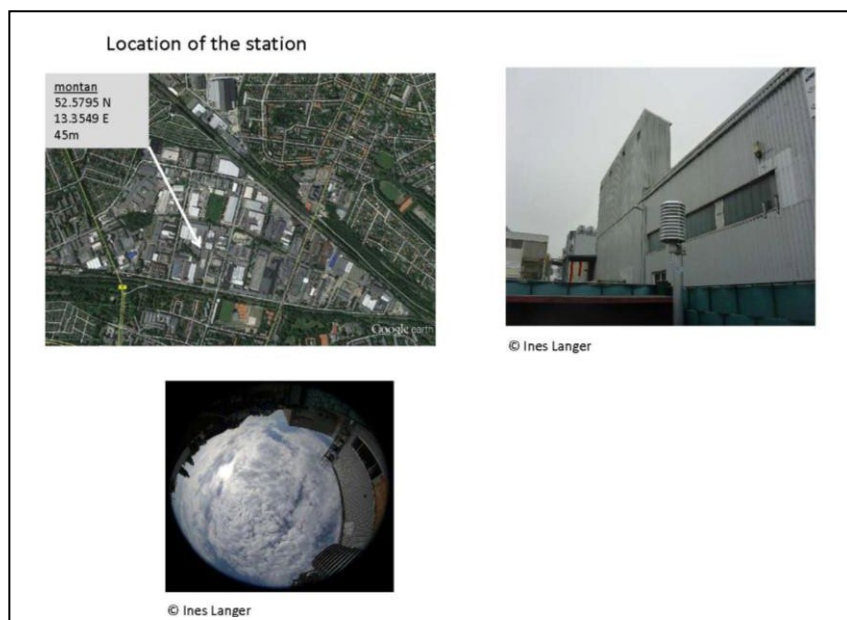 Location of the station
montan
52.5795 N
13.3549 E
45m
Google earth
© Ines Langer
© Ines Langer